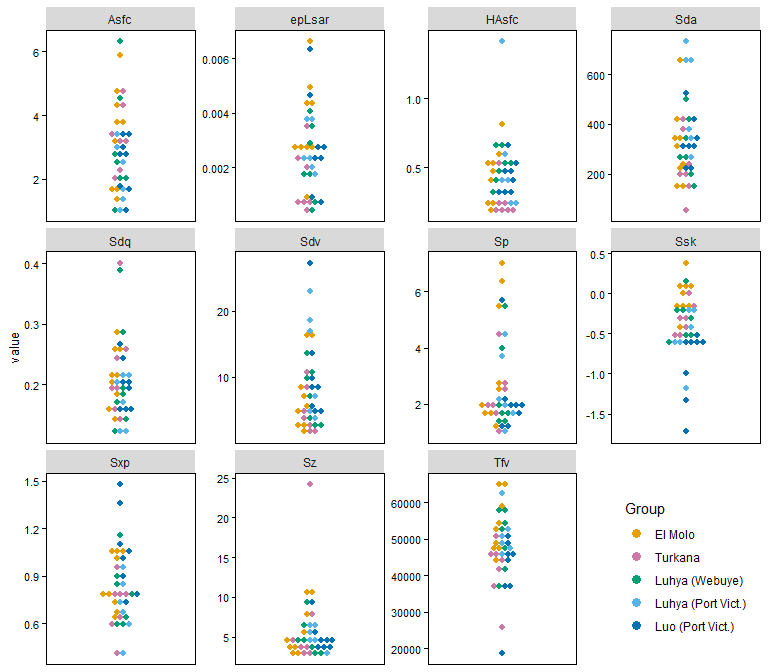 Asfc
epLsar
HAsfc
Sda
6
4
2
0.006
0.004
0.002
1.0
0.5
600
400
200
Sdq
Sdv
Sp
Ssk
value
0.4
0.3
0.2
20
10
6
4
2
0.5
0.0
-0.5
-1.0
-1.5
Sxp
Sz
Tfv
1.5
1.2
0.9
0.6
25
20
15
10
5
60000
50000
40000
30000
20000
Group
El Molo
Turkana
Luhya (Webuye)
Luhya (Port Vict.)
Luo (Port Vict.)